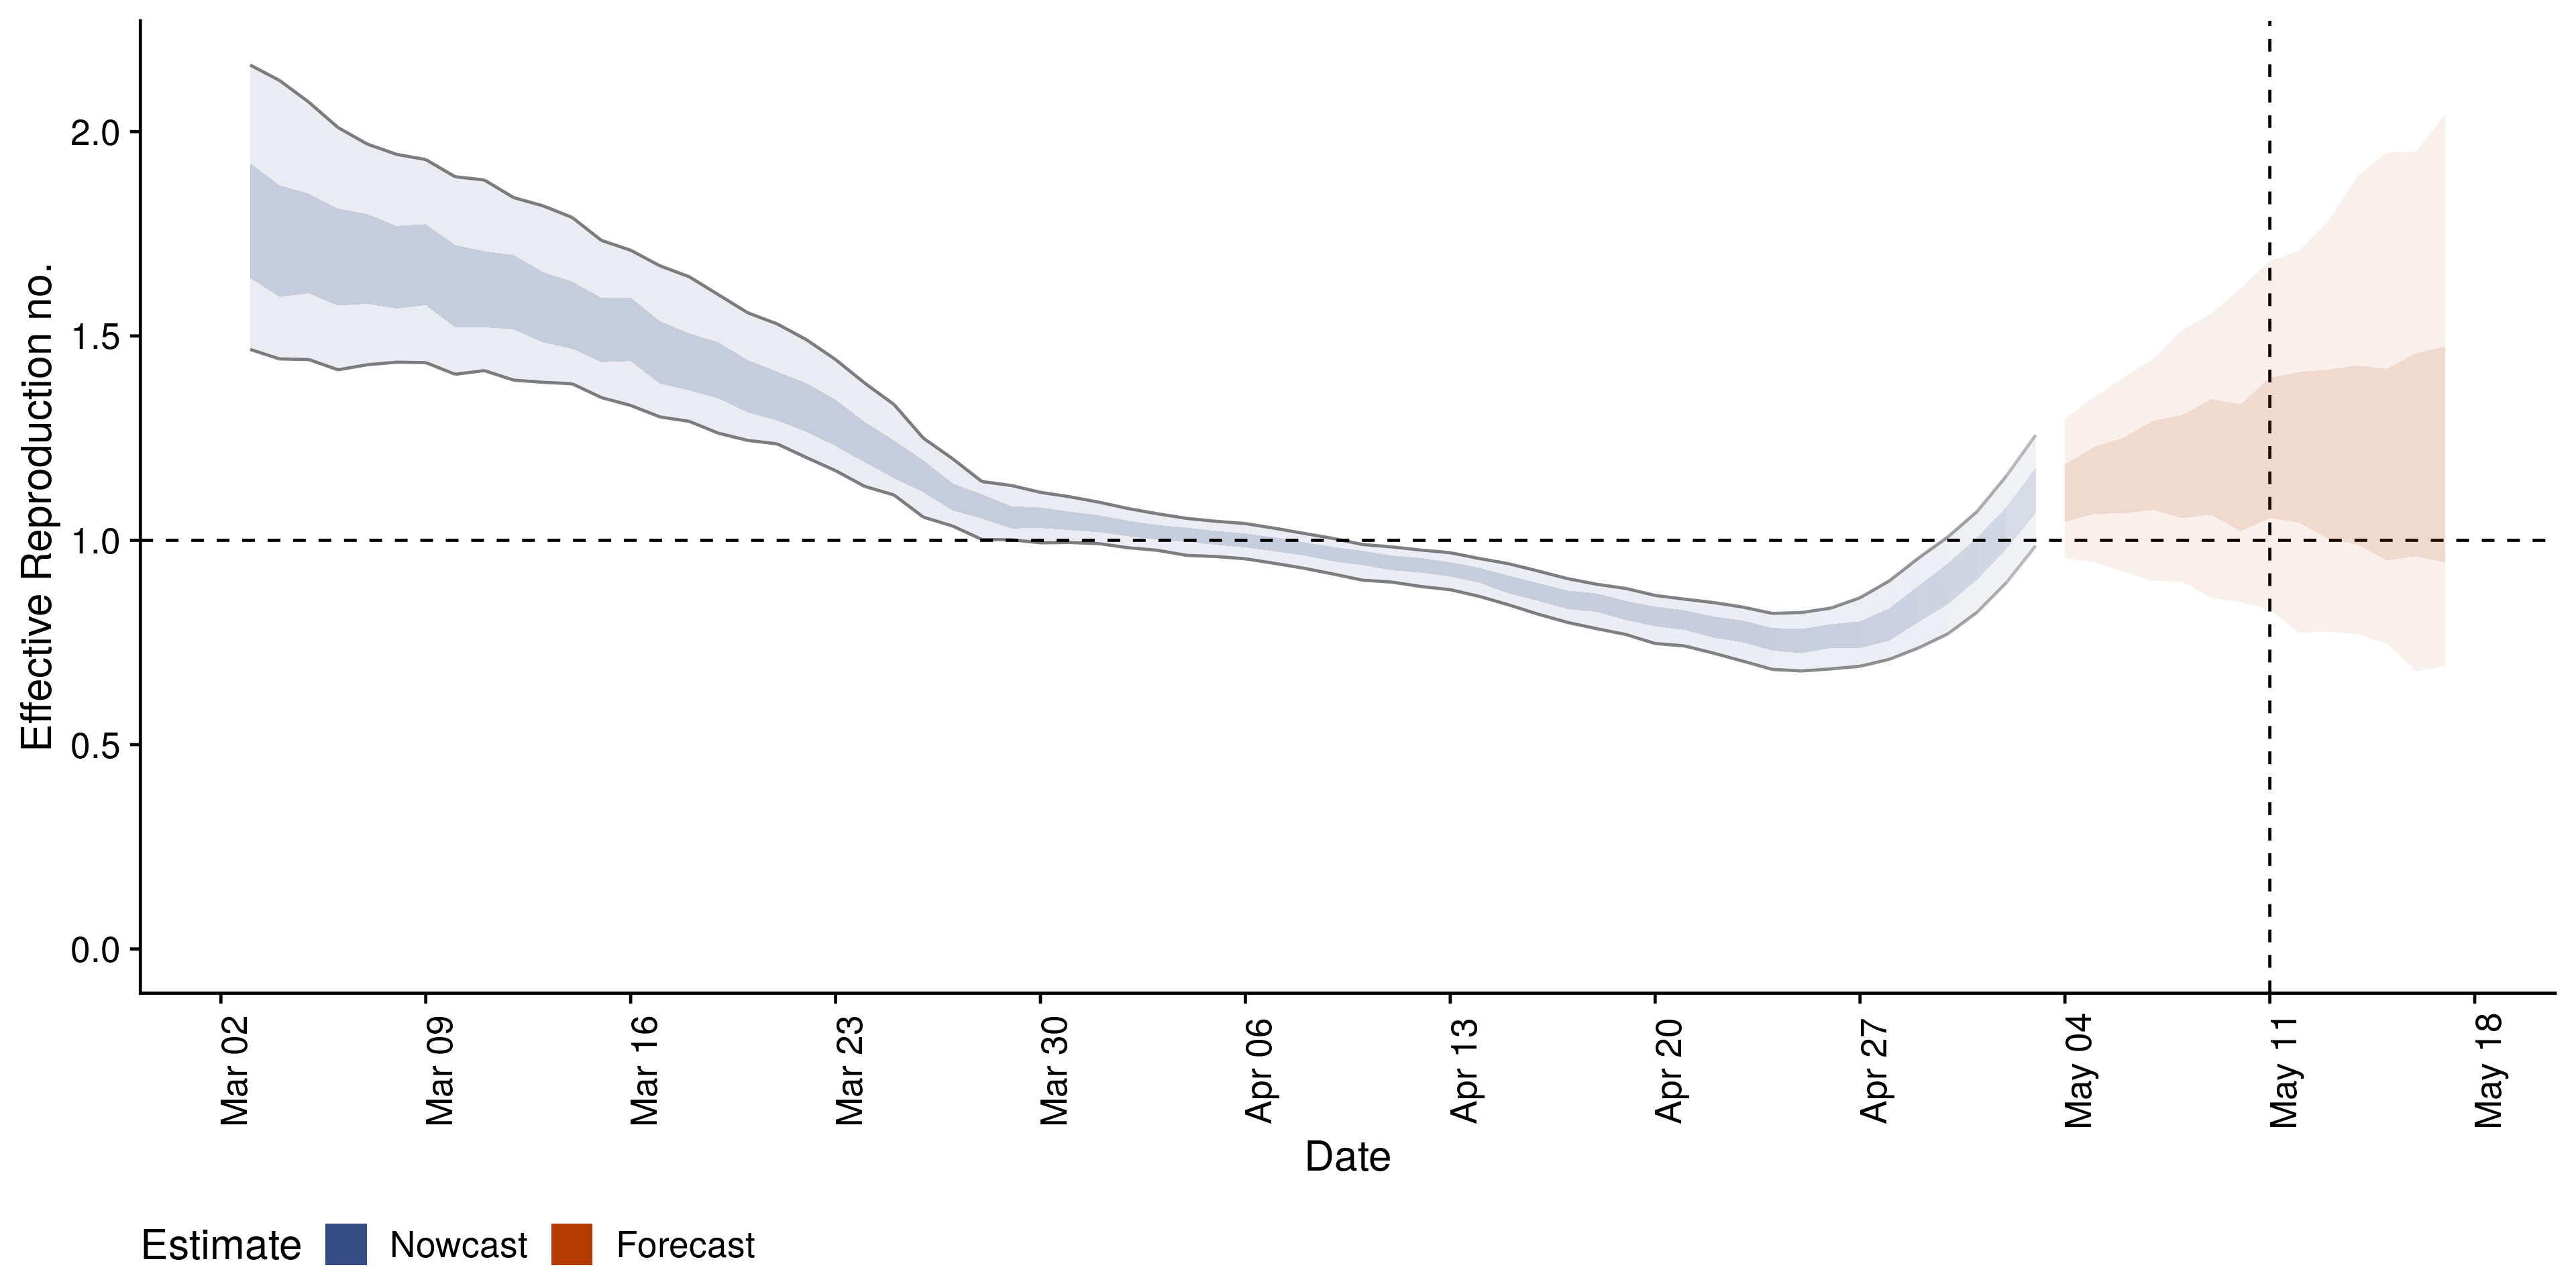 Effective Reproduction no.
2.0
1.5
1.0
0.5
0.0
Mar 02
Mar 09
Mar 16
Mar 23
Mar 30
Apr 06
Apr 13
Apr 20
Apr 27
May 04
May 11
May 18
Date
Estimate Nowcast Forecast